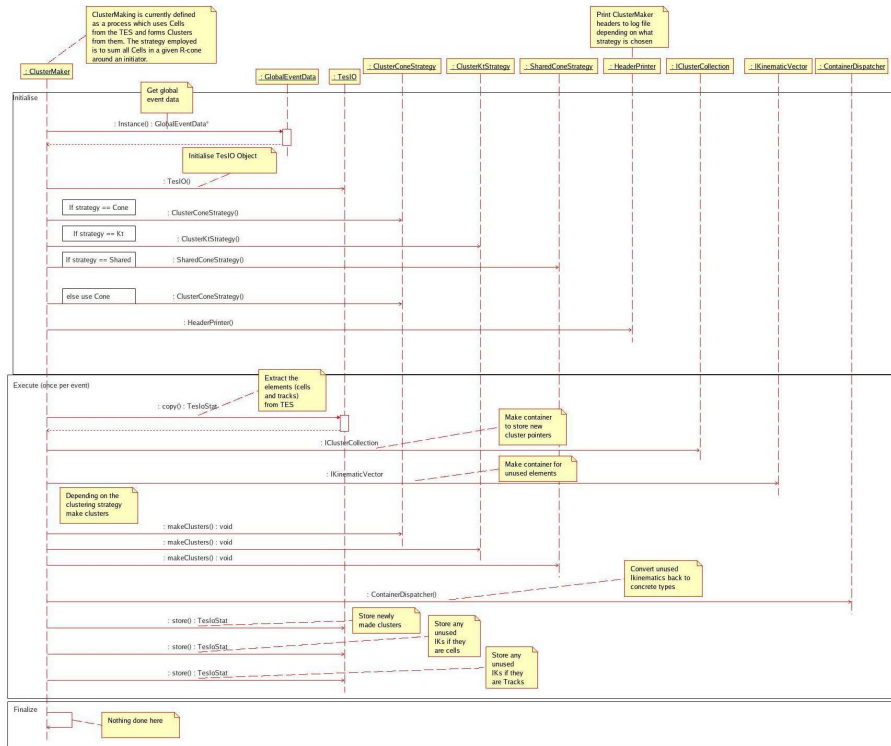 ClusterMaking is currently defined
as a process which uses Cells
from the TES and forms Clusters
from them. The strategy employed
is to sum all Cells in a given R-cone
around an initiator.
Print ClusterMaker
headers to log file
depending on what
strategy is chosen
: ClusterMaker
: GlobalEventData
: TesIO
: ClusterConeStrategy
: ClusterKtStrategy
: SharedConeStrategy
: HeaderPrinter
: IClusterCollection
: IKinematicVector
: ContainerDispatcher
Initialise
Get global
event data
: Instance() : GlobalEventData*
Initialise TesIO Object
: TesIO()
If strategy == Cone
: ClusterConeStrategy()
If strategy == Kt
: ClusterKtStrategy()
If strategy == Shared
: SharedConeStrategy()
else use Cone
: ClusterConeStrategy()
: HeaderPrinter()
Execute (once per event)
Extract the
elements (cells
and tracks)
from TES
: copy() : TesIoStat
Make container
to store new
cluster pointers
: IClusterCollection
Make container for
unused elements
: IKinematicVector
Depending on the
clustering strategy
make clusters
: makeClusters() : void
: makeClusters() : void
: makeClusters() : void
Convert unused
Ikinematics back to
concrete types
: ContainerDispatcher()
Store newly
made clusters
: store() : TesIoStat
Store any
unused
IKs if they
are cells
: store() : TesIoStat
Store any
unused
IKs if they
are Tracks
: store() : TesIoStat
Finalize
Nothing done here